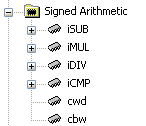 Signed Arithmetic
iSUB
iMUL
iDIV
iCMP
cwd
cbw